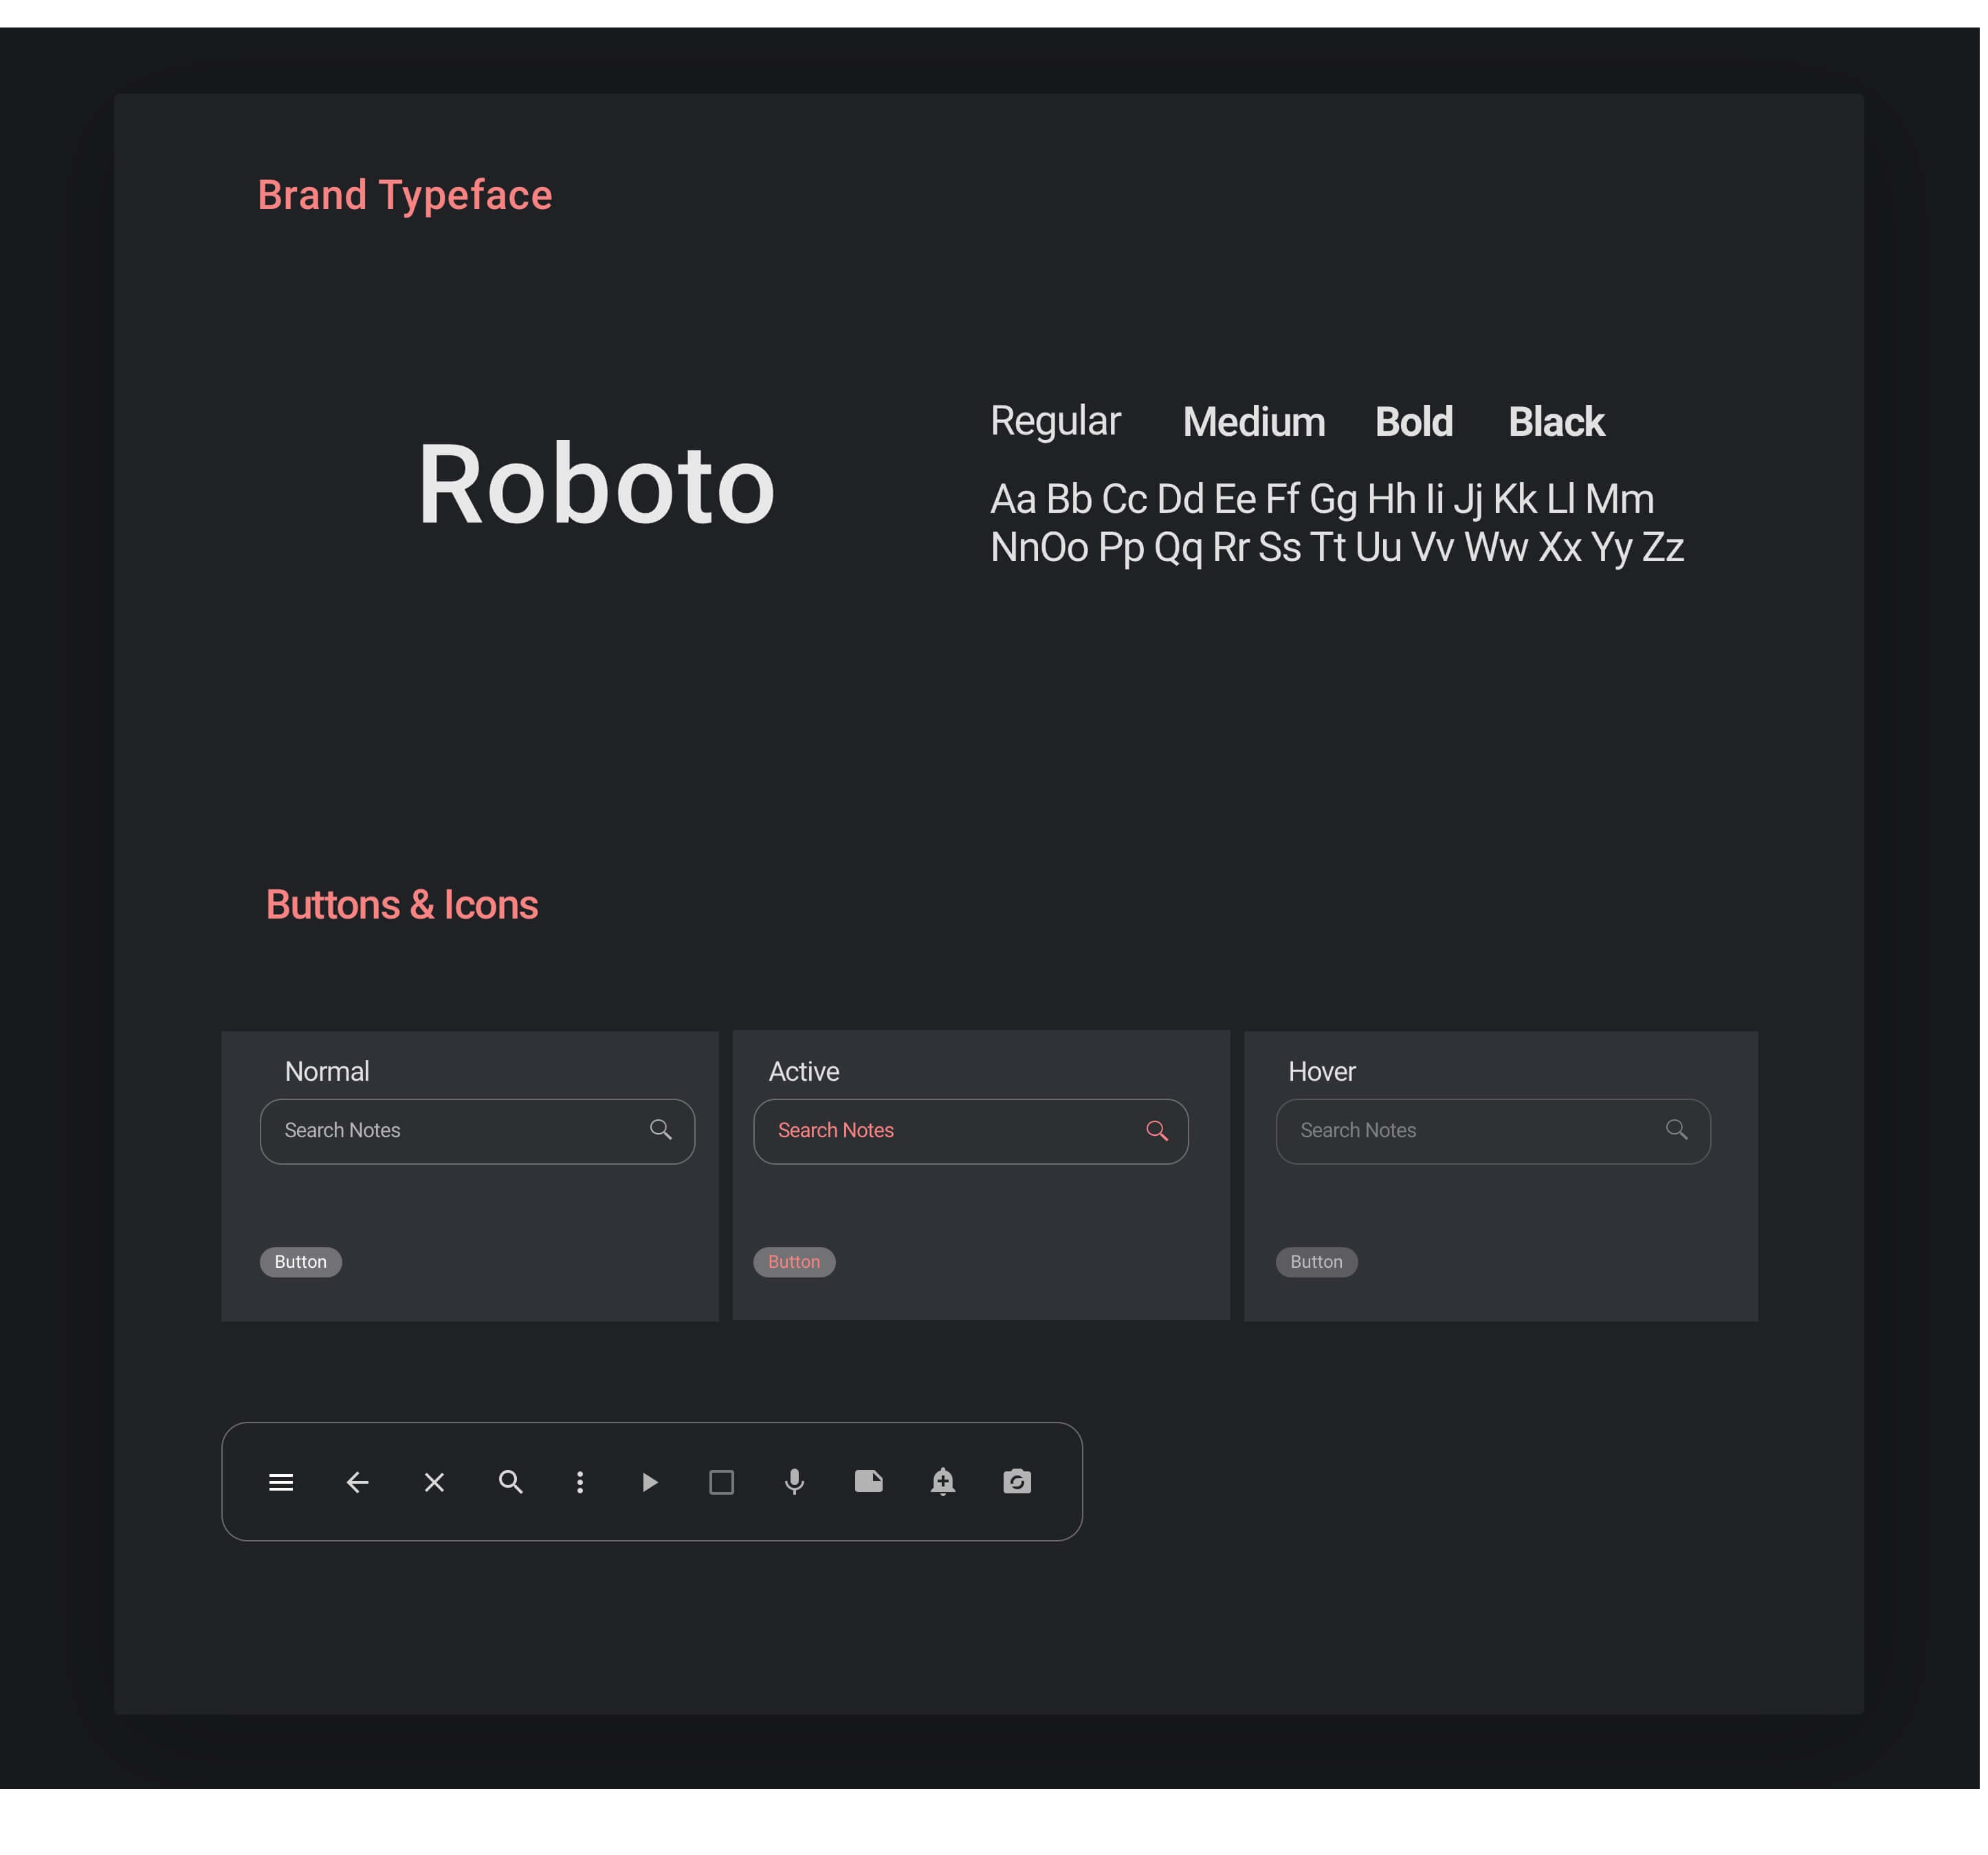 Brand Typeface
Roboto
Regular Medium Bold Black
Aa Bb Cc Dd Ee Ff Gg Hh Ii Jj Kk Ll Mm
NnOo Pp Qq Rr Ss Tt Uu Vv Ww Xx Yy Zz
Buttons & Icons
Normal
Search Notes
Button
Active
Search Notes
Button
Hover
Search Notes
Button